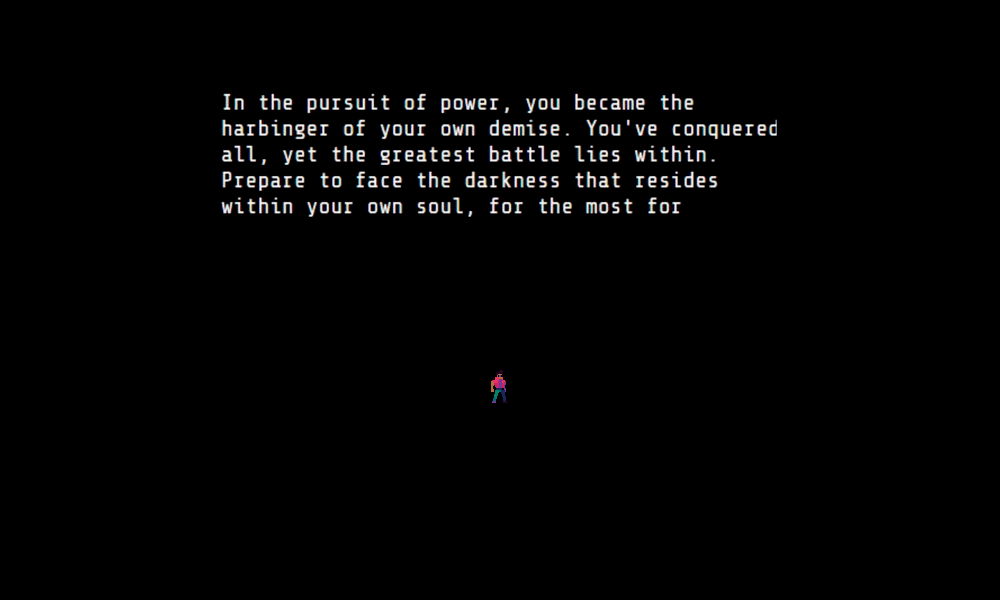 In the pursuit of power, you became the
harbinger of your own demise. You've conquered
all, yet the greatest battle lies within.
Prepare to face the darkness that resides
within your own soul, for the most for